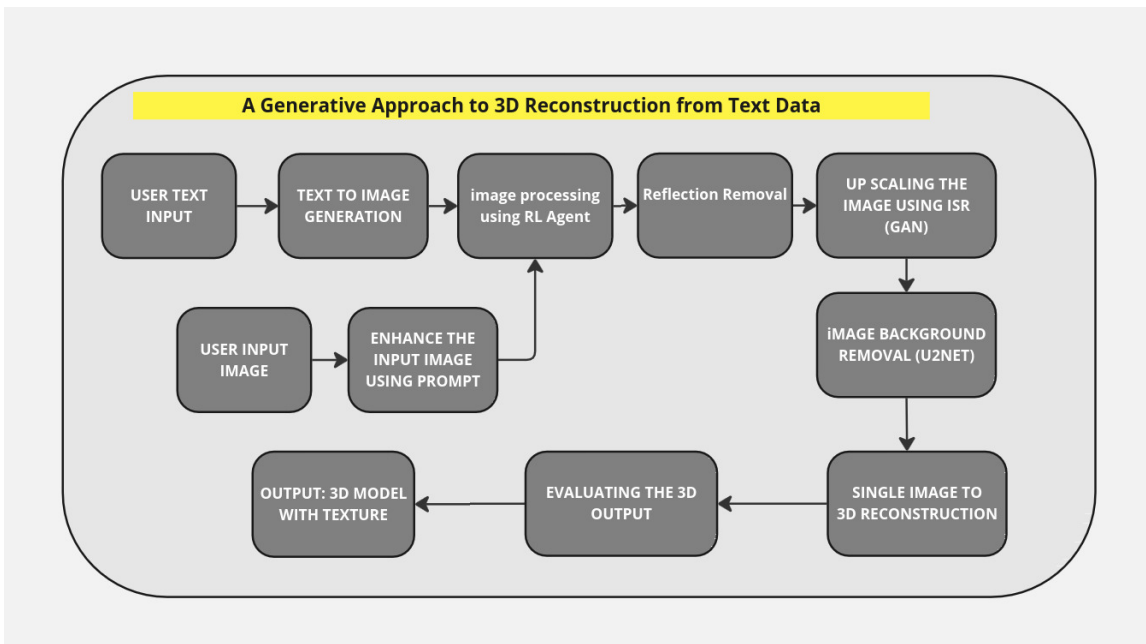 A Generative Approach to 3D Reconstruction from Text Data
USER TEXT
INPUT
TEXT TO IMAGE
GENERATION
image processing
using RL Agent
Reflection Removal
UP SCALING THE
IMAGE USING ISR
(GAN)
USER INPUT
IMAGE
ENHANCE THE
INPUT IMAGE
USING PROMPT
iMAGE BACKGROUND
REMOVAL (U2NET)
OUTPUT: 3D MODEL
WITH TEXTURE
EVALUATING THE 3D
OUTPUT
SINGLE IMAGE TO
3D RECONSTRUCTION